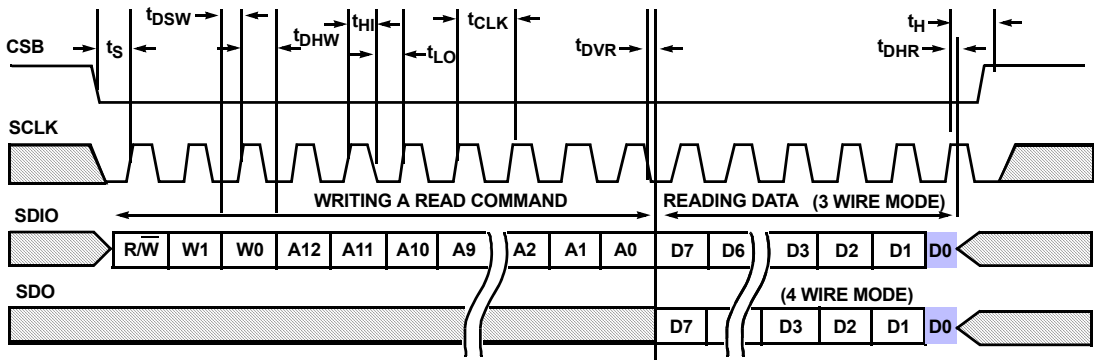 tDSW tHI tCLK tH
CSB tS tDHW tLO tDVR tDHR
SCLK
WRITING A READ COMMAND READING DATA (3 WIRE MODE)
SDIO
R/W W1 W0 A12 A11 A10 A9 A2 A1 A0 D7 D6 D3 D2 D1 D0
SDO (4 WIRE MODE)
D7 D3 D2 D1 D0